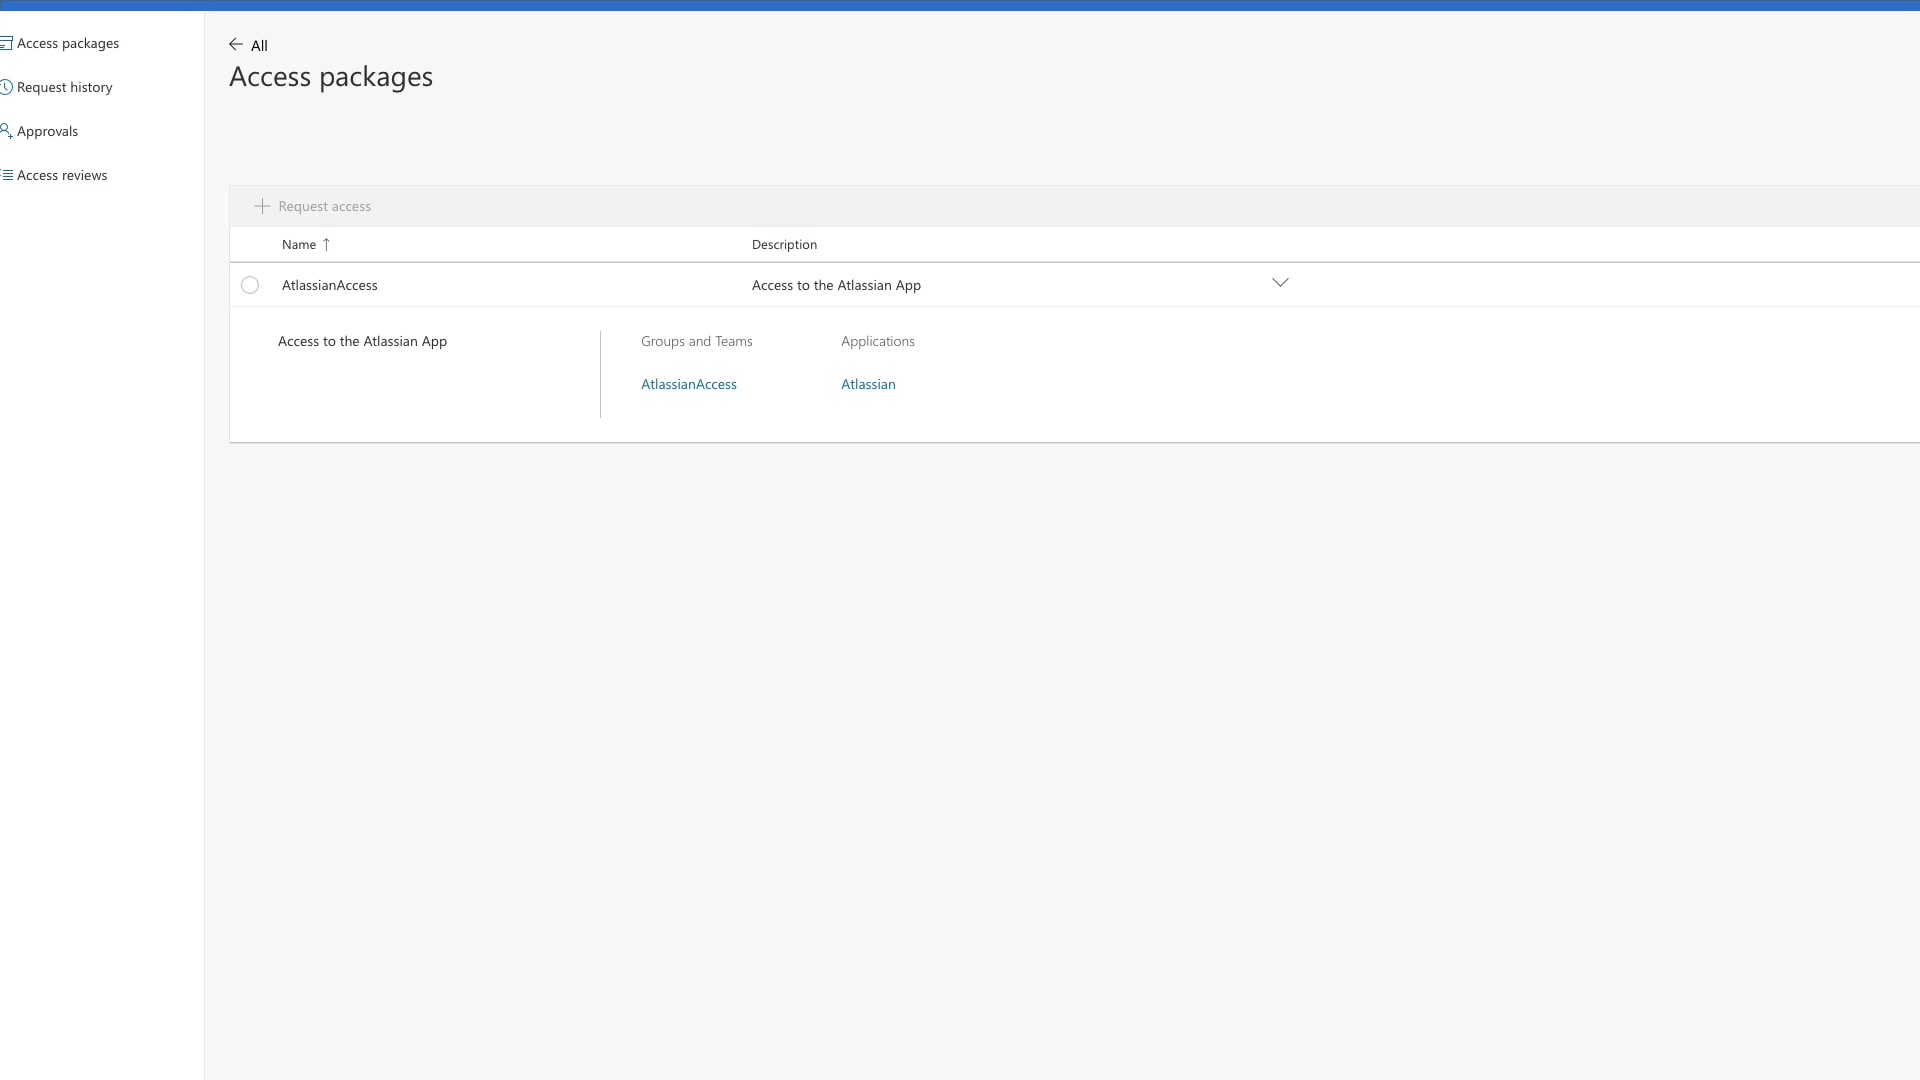 Access packages
Request history
Approvals
Access reviews
All
Access packages
Request access
Name ↑ Description
AtlassianAccess Access to the Atlassian App
Access to the Atlassian App Groups and Teams Applications
AtlassianAccess Atlassian